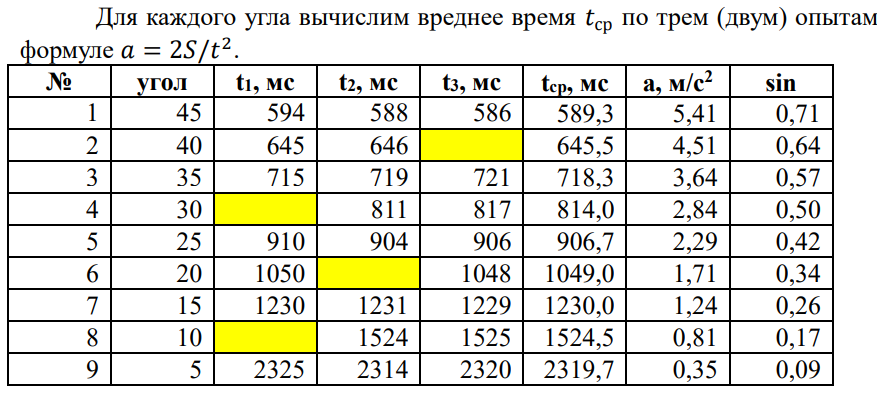 Для каждого угла вычислим вреднее время tср по трем (двум) опытам
формуле a = 2S/t².
№ угол t1, мс t2, мс t3, мс tср, мс a, м/с² sin
1 45 594 588 586 589,3 5,41 0,71
2 40 645 646 645,5 4,51 0,64
3 35 715 719 721 718,3 3,64 0,57
4 30 811 817 814,0 2,84 0,50
5 25 910 904 906 906,7 2,29 0,42
6 20 1050 1048 1049,0 1,71 0,34
7 15 1230 1231 1229 1230,0 1,24 0,26
8 10 1524 1525 1524,5 0,81 0,17
9 5 2325 2314 2320 2319,7 0,35 0,09